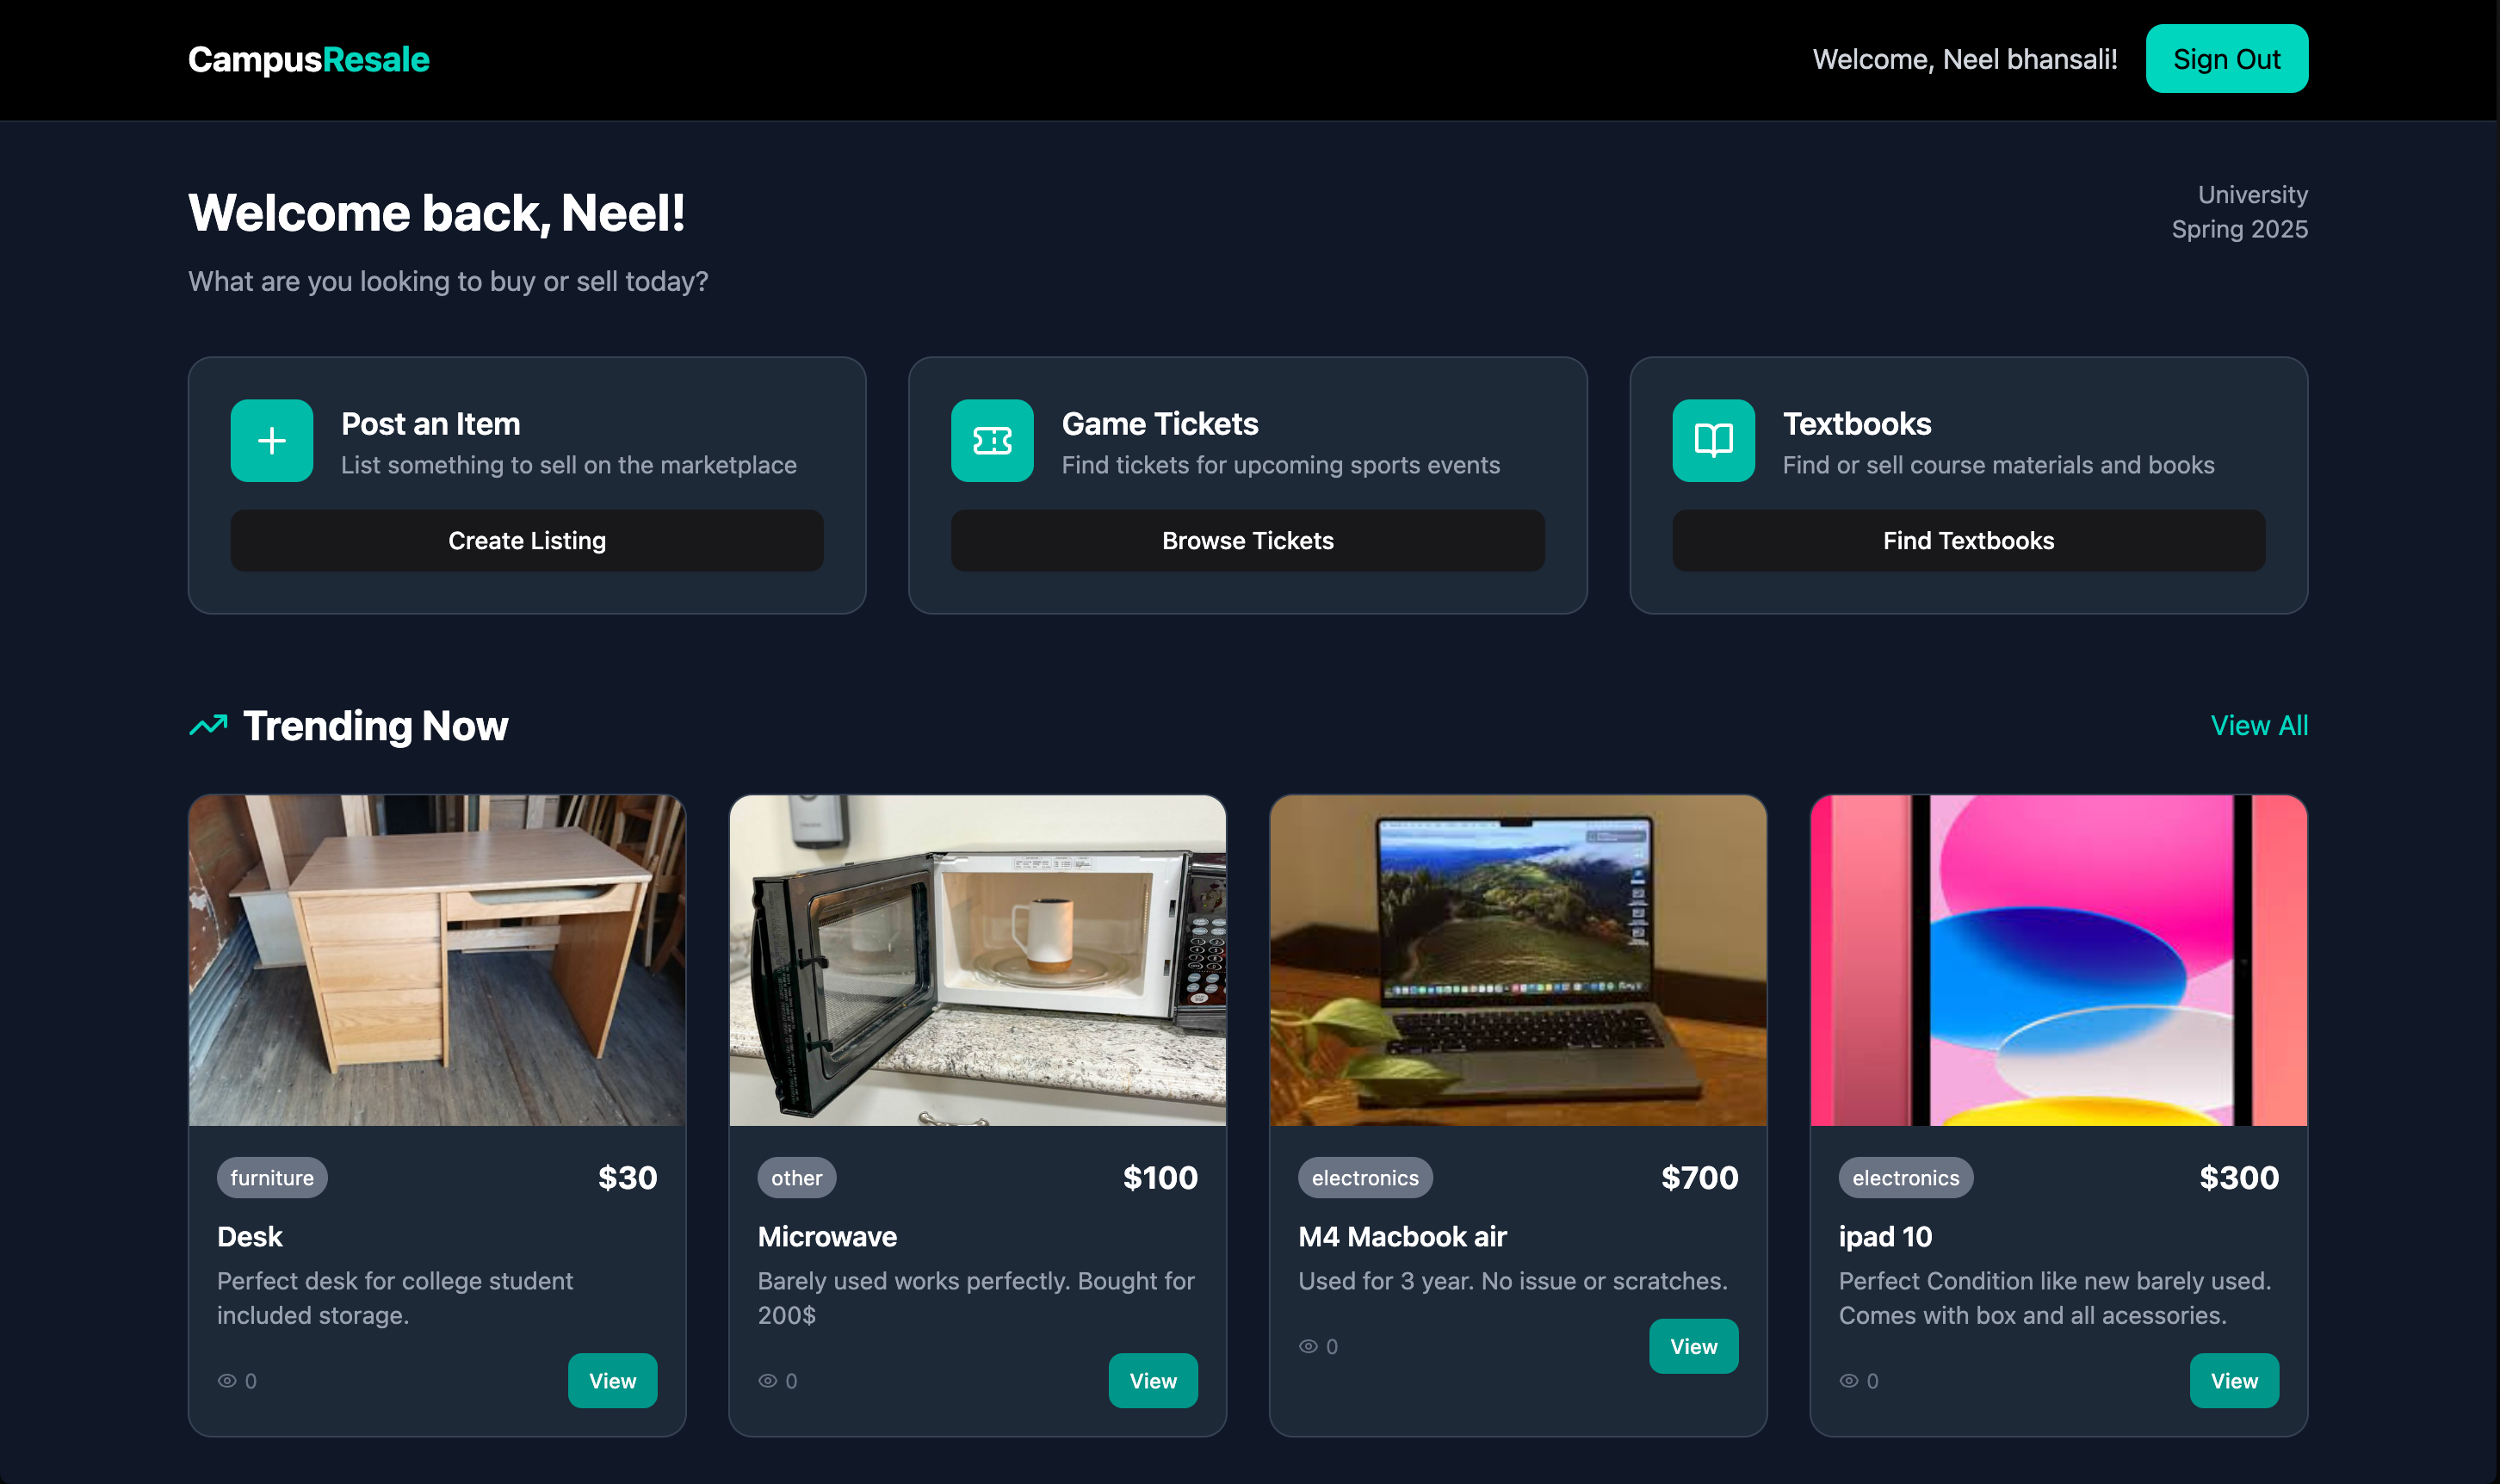 CampusResale
Welcome, Neel bhansali!
Sign Out
Welcome back, Neel!
What are you looking to buy or sell today?
University
Spring 2025
Post an Item
List something to sell on the marketplace
Create Listing
Game Tickets
Find tickets for upcoming sports events
Browse Tickets
Textbooks
Find or sell course materials and books
Find Textbooks
Trending Now
View All
furniture
$30
Desk
Perfect desk for college student
included storage.
0
View
other
$100
Microwave
Barely used works perfectly. Bought for
200$
0
View
electronics
$700
M4 Macbook air
Used for 3 year. No issue or scratches.
0
View
electronics
$300
ipad 10
Perfect Condition like new barely used.
Comes with box and all acessories.
0
View